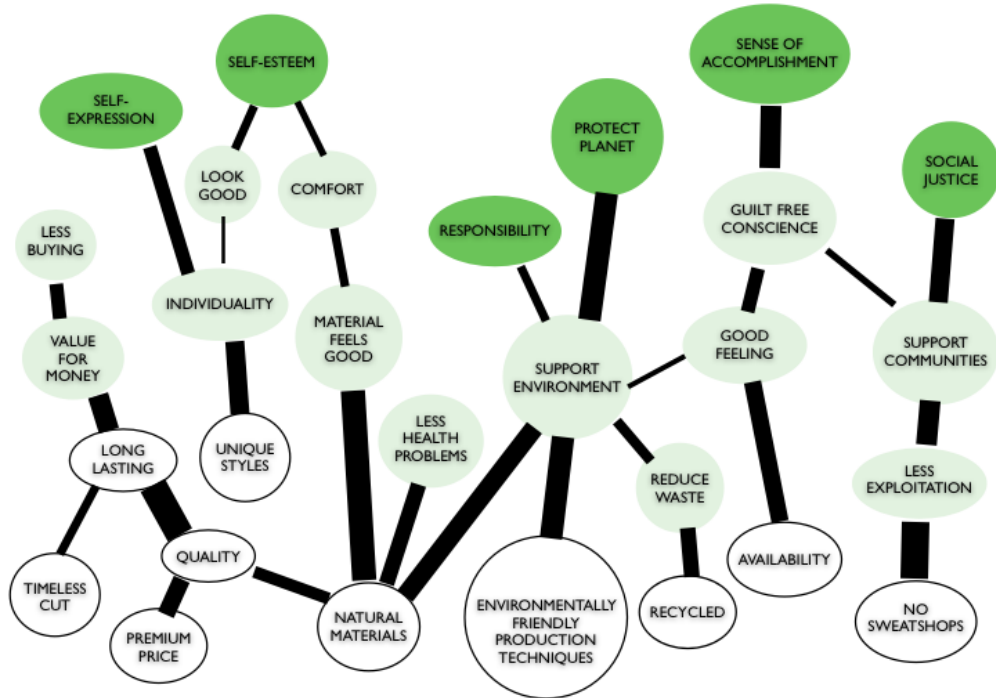 SELF-ESTEEM
SENSE OF
ACCOMPLISHMENT
SELF-
EXPRESSION
PROTECT
PLANET
SOCIAL
JUSTICE
LOOK
GOOD
COMFORT
GUILT FREE
CONSCIENCE
RESPONSIBILITY
LESS
BUYING
INDIVIDUALITY
MATERIAL
FEELS
GOOD
VALUE
FOR
MONEY
SUPPORT
ENVIRONMENT
GOOD
FEELING
SUPPORT
COMMUNITIES
LONG
LASTING
UNIQUE
STYLES
LESS
HEALTH
PROBLEMS
REDUCE
WASTE
LESS
EXPLOITATION
QUALITY
AVAILABILITY
TIMELESS
CUT
PREMIUM
PRICE
NATURAL
MATERIALS
ENVIRONMENTALLY
FRIENDLY
PRODUCTION
TECHNIQUES
RECYCLED
NO
SWEATSHOPS